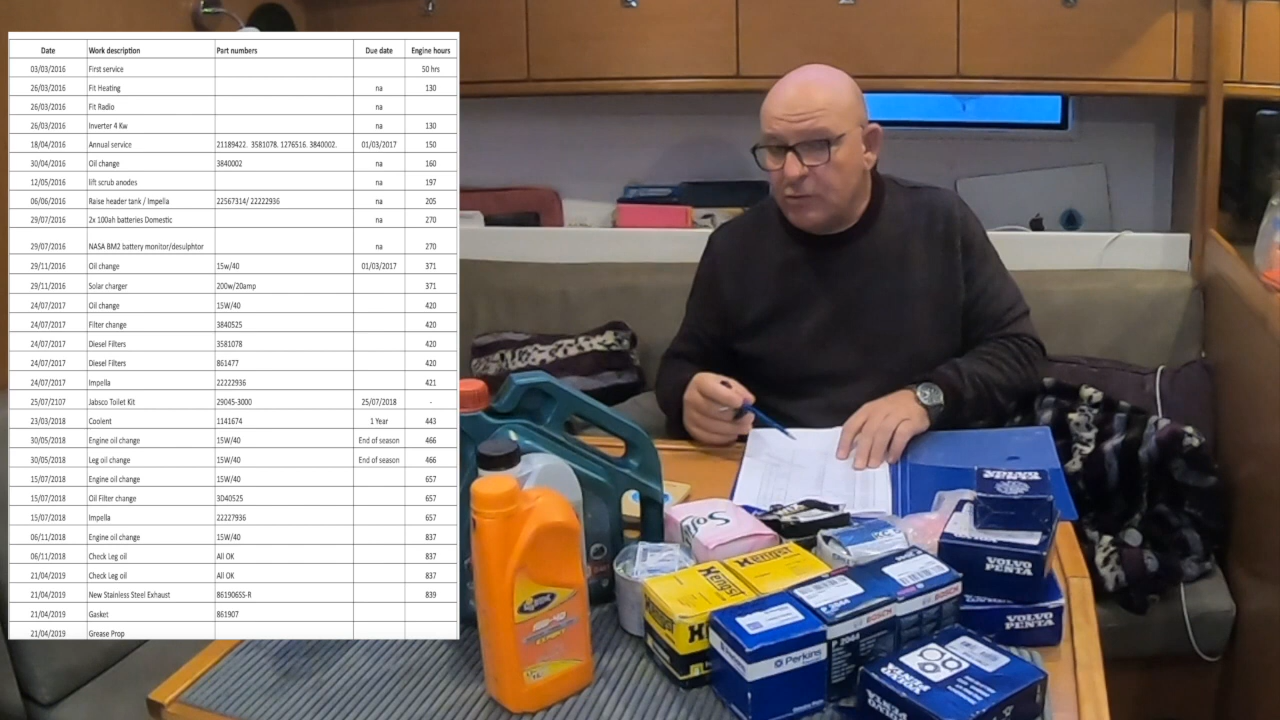 Date Work description Part numbers Due date Engine hours
03/03/2016 First service 50 hrs
26/03/2016 Fit Heating na 130
26/03/2016 Fit Radio na
26/03/2016 Inverter 4 Kw na 130
18/04/2016 Annual service 21189422. 3581078. 1276516. 3840002. 01/03/2017 150
30/04/2016 Oil change 3840002 na 160
12/05/2016 lift scrub anodes na 197
06/06/2016 Raise header tank / Impella 22567314/ 22222936 na 205
29/07/2016 2x 100ah batteries Domestic na 270
29/07/2016 NASA BM2 battery monitor/desulphtor na 270
29/11/2016 Oil change 15w/40 01/03/2017 371
29/11/2016 Solar charger 200w/20amp 371
24/07/2017 Oil change 15W/40 420
24/07/2017 Filter change 3840525 420
24/07/2017 Diesel Filters 3581078 420
24/07/2017 Diesel Filters 861477 420
24/07/2017 Impella 22222936 421
25/07/2107 Jabsco Toilet Kit 29045-3000 25/07/2018 -
23/03/2018 Coolent 1141674 1 Year 443
30/05/2018 Engine oil change 15W/40 End of season 466
30/05/2018 Leg oil change 15W/40 End of season 466
15/07/2018 Engine oil change 15W/40 657
15/07/2018 Oil Filter change 3D40525 657
15/07/2018 Impella 22227936 657
06/11/2018 Engine oil change 15W/40 837
06/11/2018 Check Leg oil All OK 837
21/04/2019 Check Leg oil All OK 837
21/04/2019 New Stainless Steel Exhaust 861906SS-R 839
21/04/2019 Gasket 861907
21/04/2019 Grease Prop
VOLVO PENTA
Soft
Hengst
Hengst
VOLVO
PENTA
BOSCH
P 2044
BOSCH
VOLVO
PENTA
Perkins
P 2044
VOLVO
PENTA